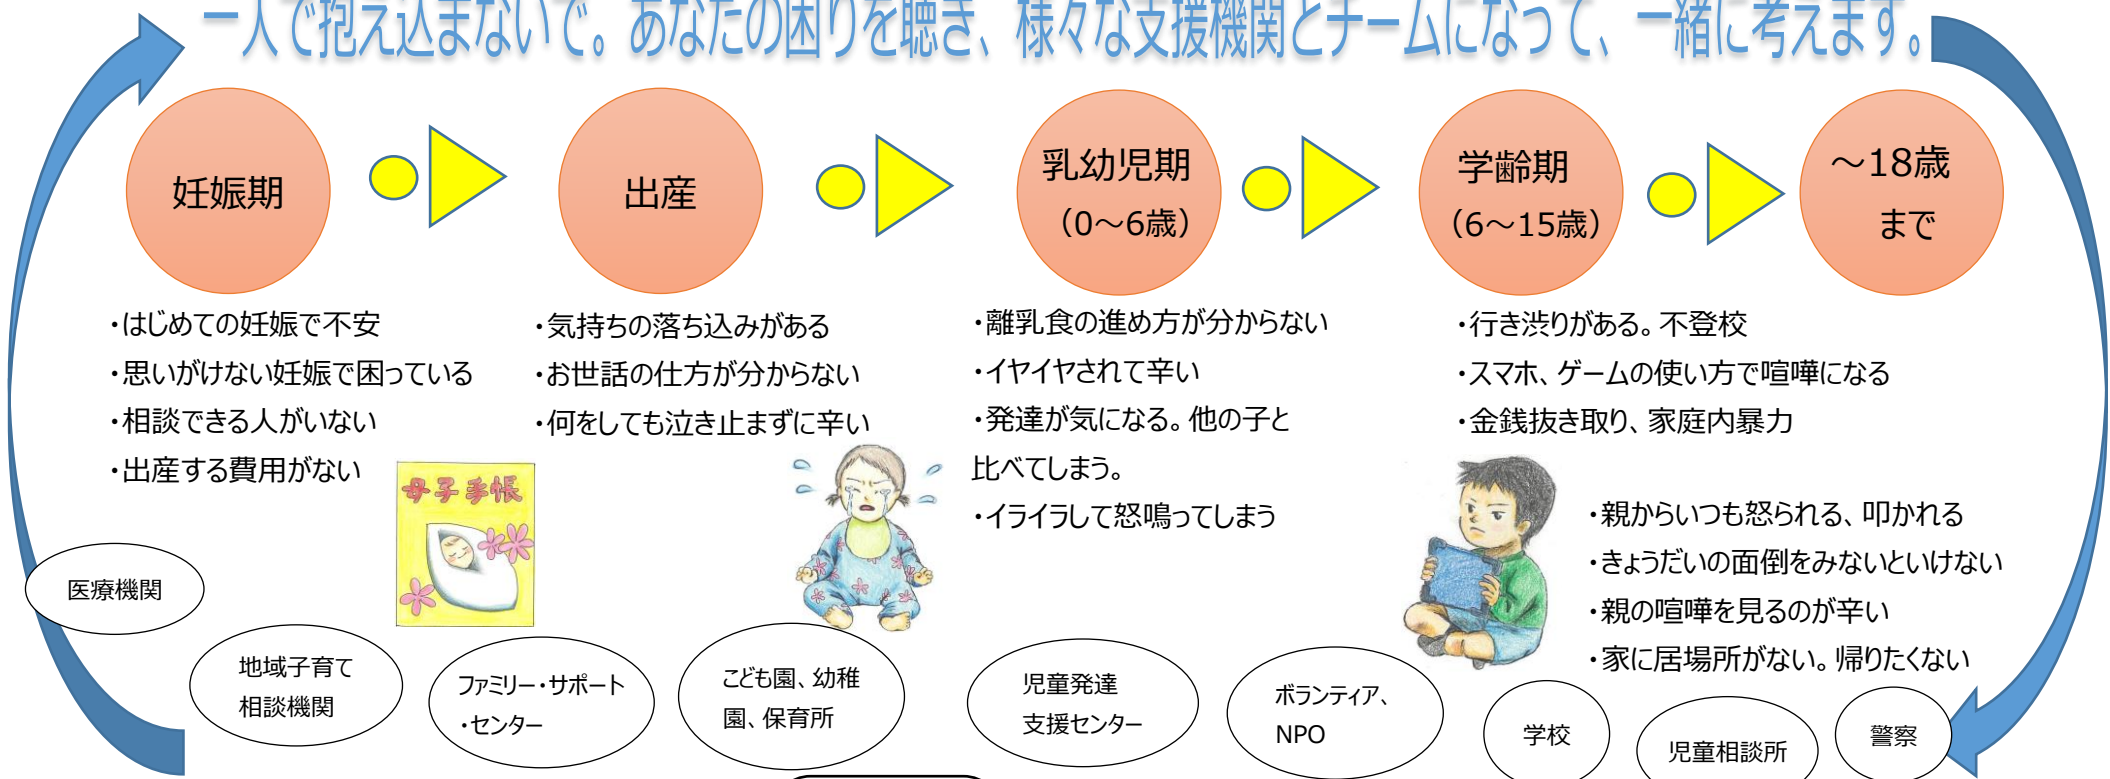 一人で抱え込まないで。あなたの困りを聴き、様々な支援機関とチームになって、一緒に考えます。
妊娠期
出産
乳幼児期
（0～6歳）
学齢期
（6～15歳）
～18歳
まで
・はじめての妊娠で不安
・思いがけない妊娠で困っている
・相談できる人がいない
・出産する費用がない
・気持ちの落ち込みがある
・お世話の仕方が分からない
・何をしても泣き止まずに辛い
・離乳食の進め方が分からない
・イヤイヤされて辛い
・発達が気になる。他の子と
比べてしまう。
・イライラして怒鳴ってしまう
・行き渋りがある。不登校
・スマホ、ゲームの使い方で喧嘩になる
・金銭抜き取り、家庭内暴力
・親からいつも怒られる、叩かれる
・きょうだいの面倒をみないといけない
・親の喧嘩を見るのが辛い
・家に居場所がない。帰りたくない
母子手帳
医療機関
地域子育て
相談機関
ファミリー・サポート
・センター
こども園、幼稚
園、保育所
児童発達
支援センター
ボランティア、
NPO
学校
児童相談所
警察